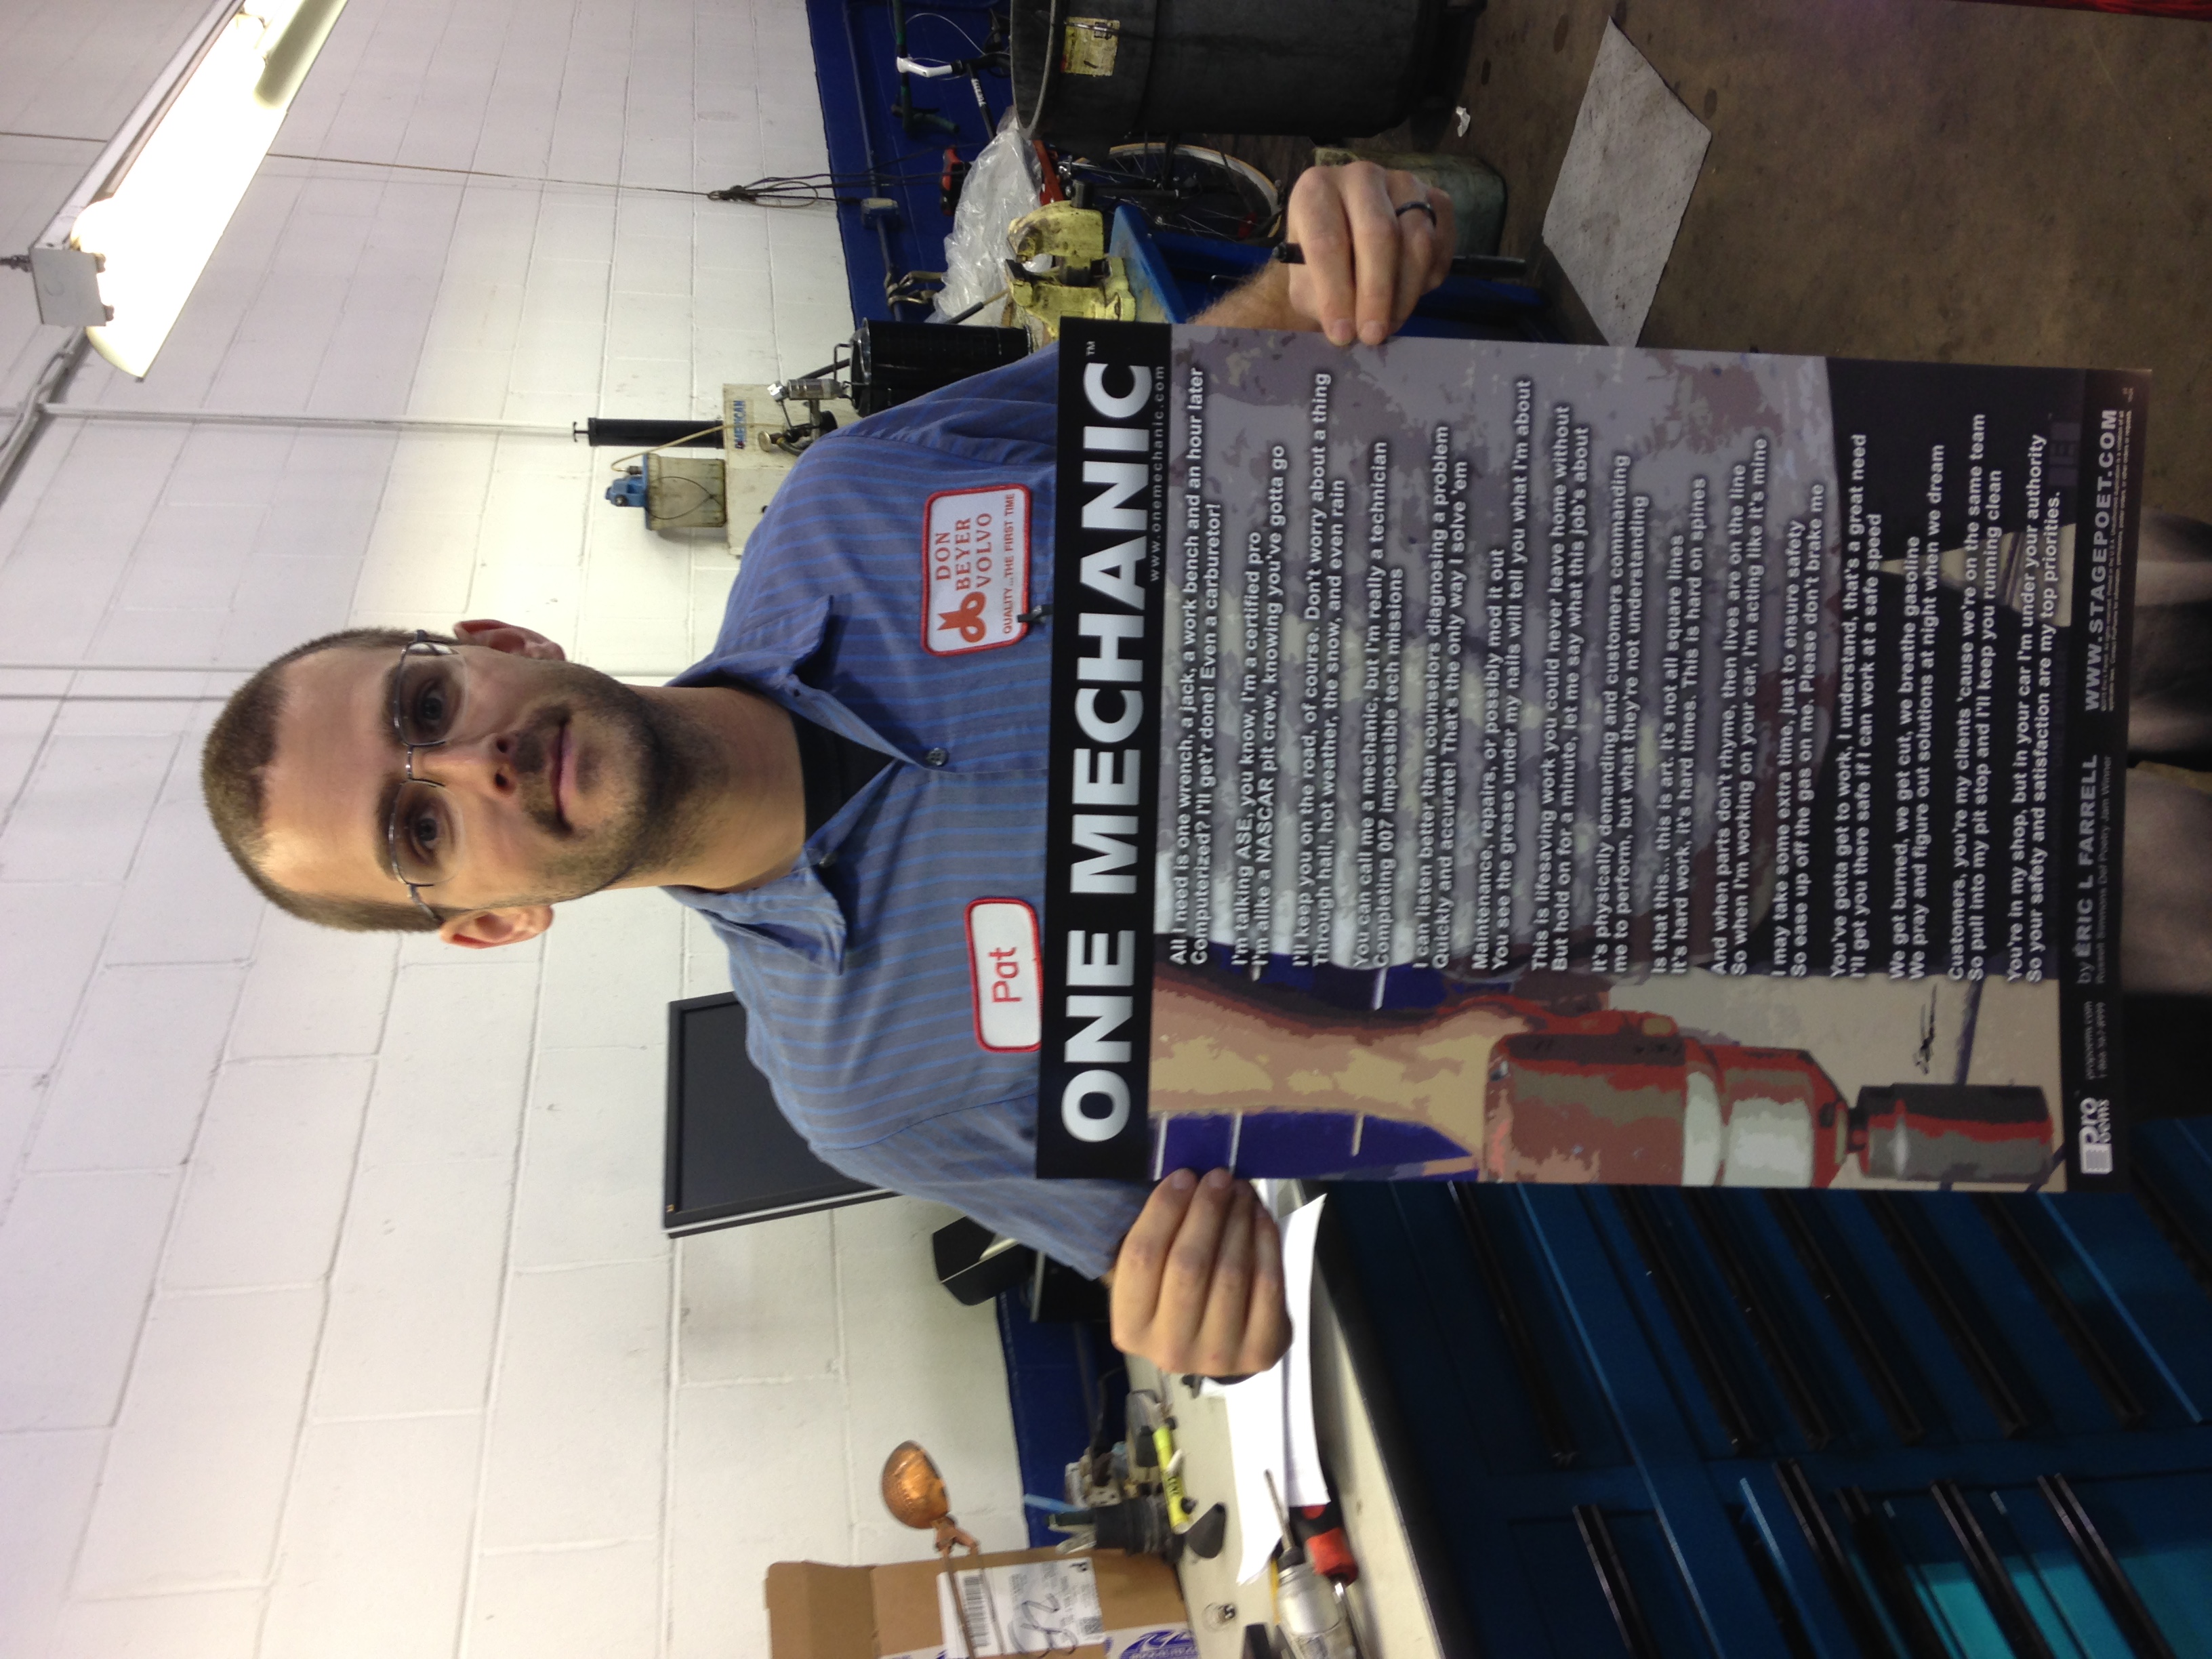 AMERICAN
DON
BEYER
VOLVO
QUALITY...THE FIRST TIME
Pat
ONE MECHANIC™
www.onemechanic.com
All I need is one wrench, a jack, a work bench and an hour later
Computerized? I'll get'r done! Even a carburetor!
I'm talking ASE, you know, I'm a certified pro
I'm alike a NASCAR pit crew, knowing you've gotta go
I'll keep you on the road, of course. Don't worry about a thing
Through hail, hot weather, the snow, and even rain
You can call me a mechanic, but I'm really a technician
Completing 007 impossible tech missions
I can listen better than counselors diagnosing a problem
Quickly and accurate! That's the only way I solve 'em
Maintenance, repairs, or possibly mod it out
You see the grease under my nails will tell you what I'm about
This is lifesaving work you could never leave home without
But hold on for a minute, let me say what this job's about
It's physically demanding and customers commanding
me to perform, but what they're not understanding
Is that this... this is art. It's not all square lines
It's hard work, it's hard times. This is hard on spines
And when parts don't rhyme, then lives are on the line
So when I'm working on your car, I'm acting like it's mine
I may take some extra time, just to ensure safety
So ease up off the gas on me. Please don't brake me
You've gotta get to work, I understand, that's a great need
I'll get you there safe if I can work at a safe speed
We get burned, we get cut, we breathe gasoline
We pray and figure out solutions at night when we dream
Customers, you're my clients 'cause we're on the same team
So pull into my pit stop and I'll keep you running clean
You're in my shop, but in your car I'm under your authority
So your safety and satisfaction are my top priorities.
Pro
poems
propoems.com
by ERIC L FARRELL
Russell Simmons Def Poetry Jam Winner
WWW.STAGEPOET.COM